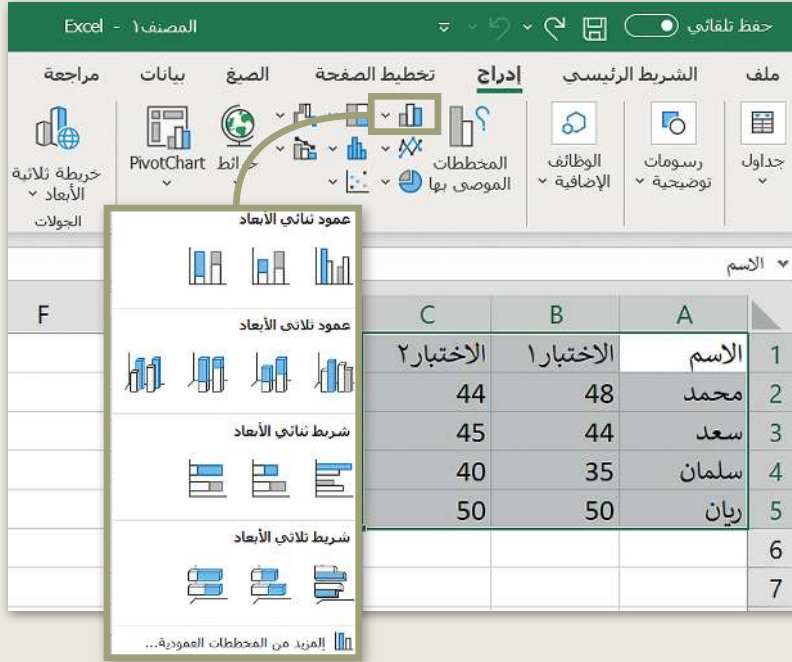 حفظ تلقائي
المصنف١ - Excel
ملف الشريط الرئيسي إدراج تخطيط الصفحة الصيغ بيانات مراجعة
جداول
رسومات
توضيحية
الوظائف
الإضافية
المخططات
الموصى بها
خرائط
PivotChart
خريطة ثلاثية
الأبعاد
الجولات
الاسم
عمود ثنائي الأبعاد
عمود ثلاثي الأبعاد
شريط ثنائي الأبعاد
شريط ثلاثي الأبعاد
المزيد من المخططات العمودية...
A B C F
1 الاسم الاختبار١ الاختبار٢
2 محمد 48 44
3 سعد 44 45
4 سلمان 35 40
5 ريان 50 50
6
7